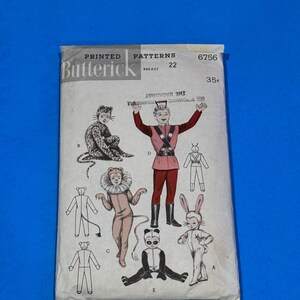 PRINTED PATTERNS
6756
Butterick
22
35¢
B
D
C
A
E